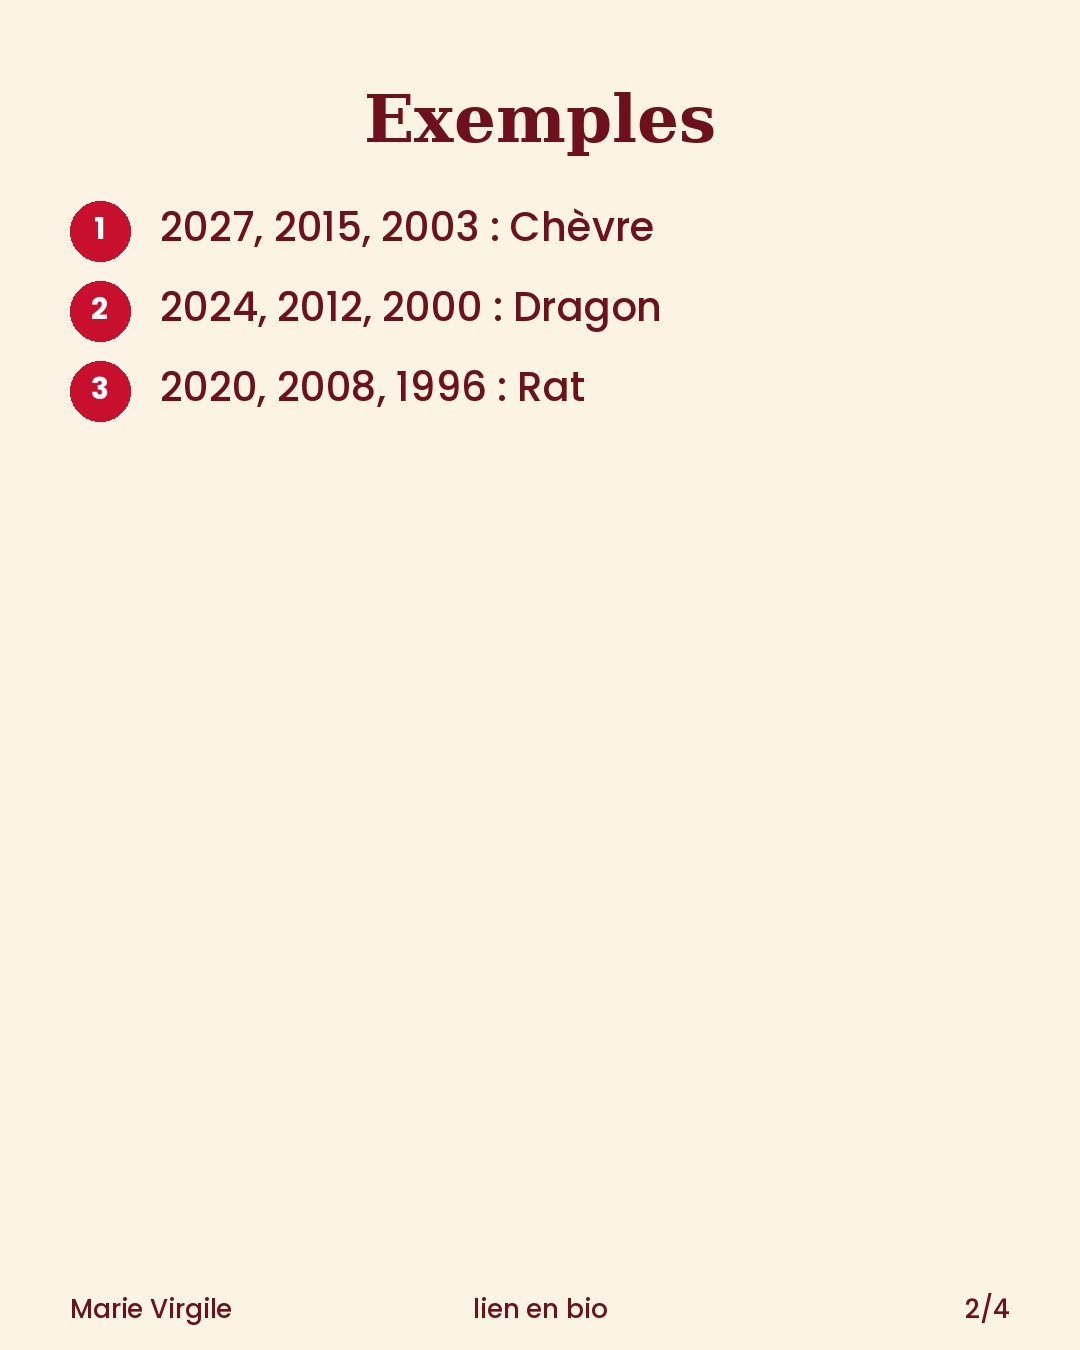 Exemples
1 2027, 2015, 2003 : Chèvre
2 2024, 2012, 2000 : Dragon
3 2020, 2008, 1996 : Rat
Marie Virgile lien en bio 2/4